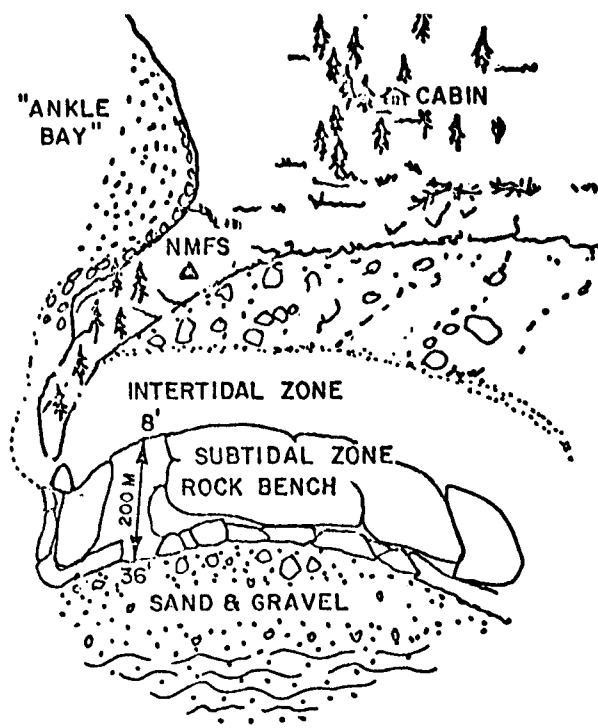 "ANKLE
BAY"
CABIN
NMFS
INTERTIDAL ZONE
8'
SUBTIDAL ZONE
ROCK BENCH
200 M
36'
SAND & GRAVEL